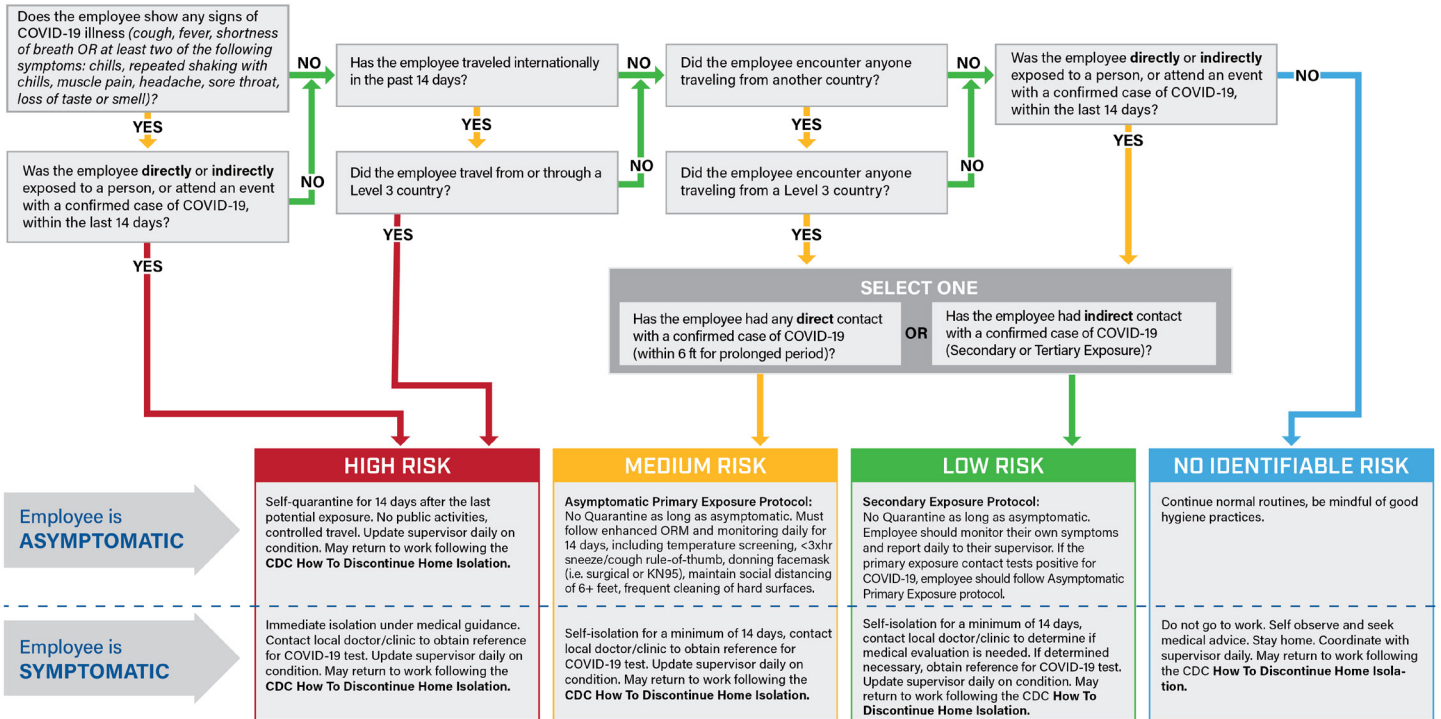 Does the employee show any signs of
COVID-19 illness (cough, fever, shortness
of breath OR at least two of the following
symptoms: chills, repeated shaking with
chills, muscle pain, headache, sore throat,
loss of taste or smell)?
NO
Has the employee traveled internationally
in the past 14 days?
NO
Did the employee encounter anyone
traveling from another country?
NO
Was the employee directly or indirectly
exposed to a person, or attend an event
with a confirmed case of COVID-19,
within the last 14 days?
NO
YES
YES
YES
YES
Was the employee directly or indirectly
exposed to a person, or attend an event
with a confirmed case of COVID-19,
within the last 14 days?
NO
Did the employee travel from or through a
Level 3 country?
NO
Did the employee encounter anyone
traveling from a Level 3 country?
NO
YES
YES
YES
SELECT ONE
Has the employee had any direct contact
with a confirmed case of COVID-19
(within 6 ft for prolonged period)?
OR
Has the employee had indirect contact
with a confirmed case of COVID-19
(Secondary or Tertiary Exposure)?
HIGH RISK
MEDIUM RISK
LOW RISK
NO IDENTIFIABLE RISK
Employee is
ASYMPTOMATIC
Self-quarantine for 14 days after the last
potential exposure. No public activities,
controlled travel. Update supervisor daily on
condition. May return to work following the
CDC How To Discontinue Home Isolation.
Asymptomatic Primary Exposure Protocol:
No Quarantine as long as asymptomatic. Must
follow enhanced ORM and monitoring daily for
14 days, including temperature screening, <3xhr
sneeze/cough rule-of-thumb, donning facemask
(i.e. surgical or KN95), maintain social distancing
of 6+ feet, frequent cleaning of hard surfaces.
Secondary Exposure Protocol:
No Quarantine as long as asymptomatic.
Employee should monitor their own symptoms
and report daily to their supervisor. If the
primary exposure contact tests positive for
COVID-19, employee should follow Asymptomatic
Primary Exposure protocol.
Continue normal routines, be mindful of good
hygiene practices.
Employee is
SYMPTOMATIC
Immediate isolation under medical guidance.
Contact local doctor/clinic to obtain reference
for COVID-19 test. Update supervisor daily on
condition. May return to work following the
CDC How To Discontinue Home Isolation.
Self-isolation for a minimum of 14 days, contact
local doctor/clinic to obtain reference for
COVID-19 test. Update supervisor daily on
condition. May return to work following the
CDC How To Discontinue Home Isolation.
Self-isolation for a minimum of 14 days,
contact local doctor/clinic to determine if
medical evaluation is needed. If determined
necessary, obtain reference for COVID-19 test.
Update supervisor daily on condition. May
return to work following the CDC How To
Discontinue Home Isolation.
Do not go to work. Self observe and seek
medical advice. Stay home. Coordinate with
supervisor daily. May return to work following
the CDC How To Discontinue Home Isola-
tion.